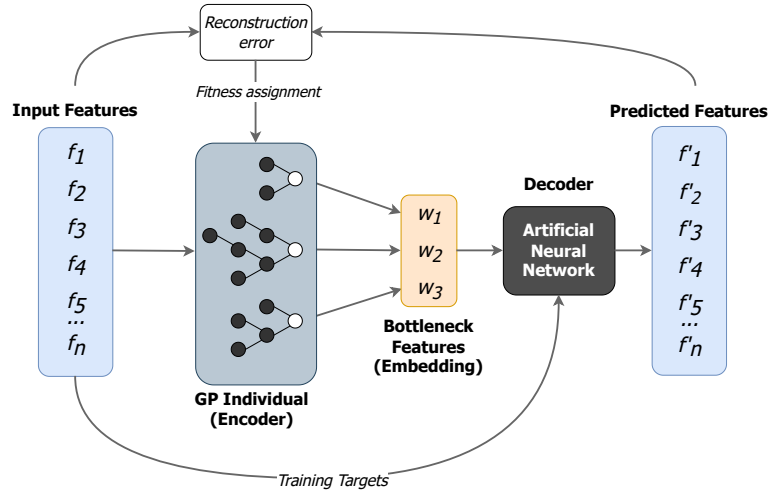 Reconstruction
error
Fitness assignment
Input Features
f1
f2
f3
f4
f5
...
fn
GP Individual
(Encoder)
w1
w2
w3
Bottleneck
Features
(Embedding)
Decoder
Artificial
Neural
Network
Predicted Features
f'1
f'2
f'3
f'4
f'5
...
f'n
Training Targets